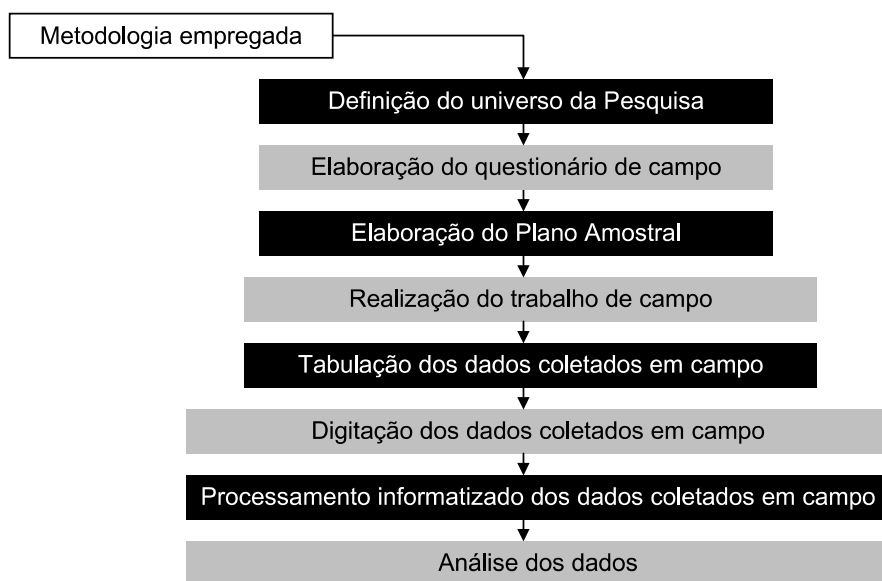 Metodologia empregada
Definição do universo da Pesquisa
Elaboração do questionário de campo
Elaboração do Plano Amostral
Realização do trabalho de campo
Tabulação dos dados coletados em campo
Digitação dos dados coletados em campo
Processamento informatizado dos dados coletados em campo
Análise dos dados